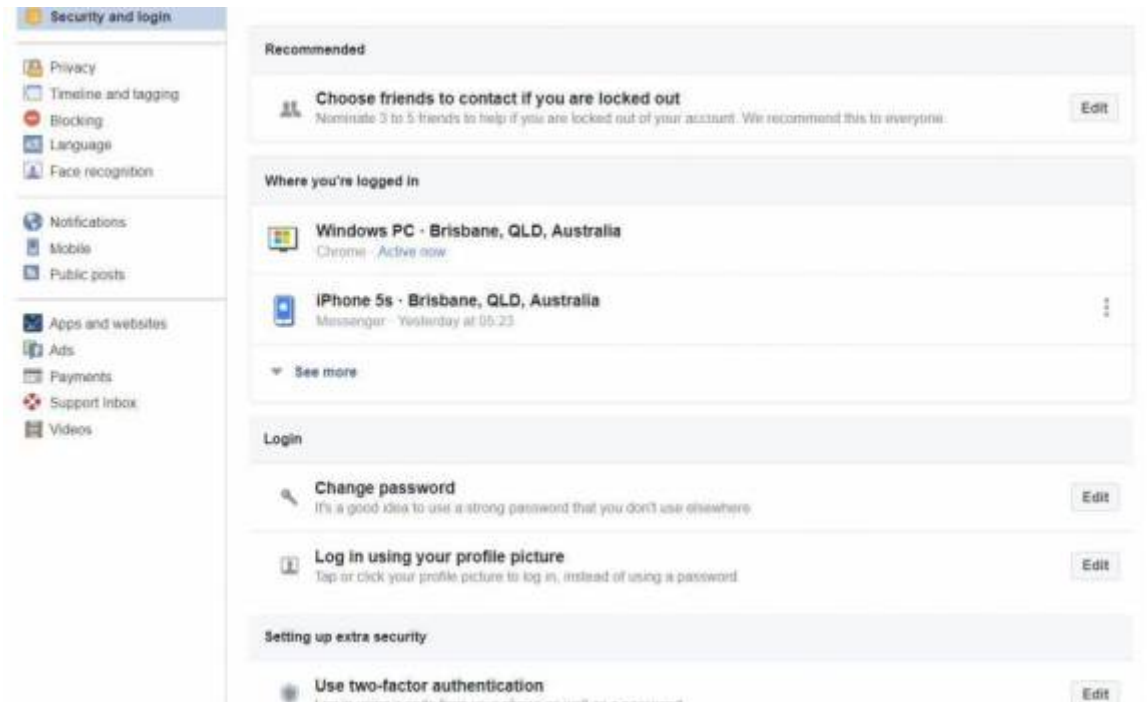 Security and login
Privacy
Timeline and tagging
Blocking
Language
Face recognition
Notifications
Mobile
Public posts
Apps and websites
Ads
Payments
Support Inbox
Videos
Recommended
Choose friends to contact if you are locked out
Nominate 3 to 5 friends to help if you are locked out of your account. We recommend this to everyone.
Edit
Where you're logged in
Windows PC · Brisbane, QLD, Australia
Chrome · Active now
iPhone 5s · Brisbane, QLD, Australia
Messenger · Yesterday at 05:23
See more
Login
Change password
It's a good idea to use a strong password that you don't use elsewhere
Edit
Log in using your profile picture
Tap or click your profile picture to log in, instead of using a password
Edit
Setting up extra security
Use two-factor authentication
Edit